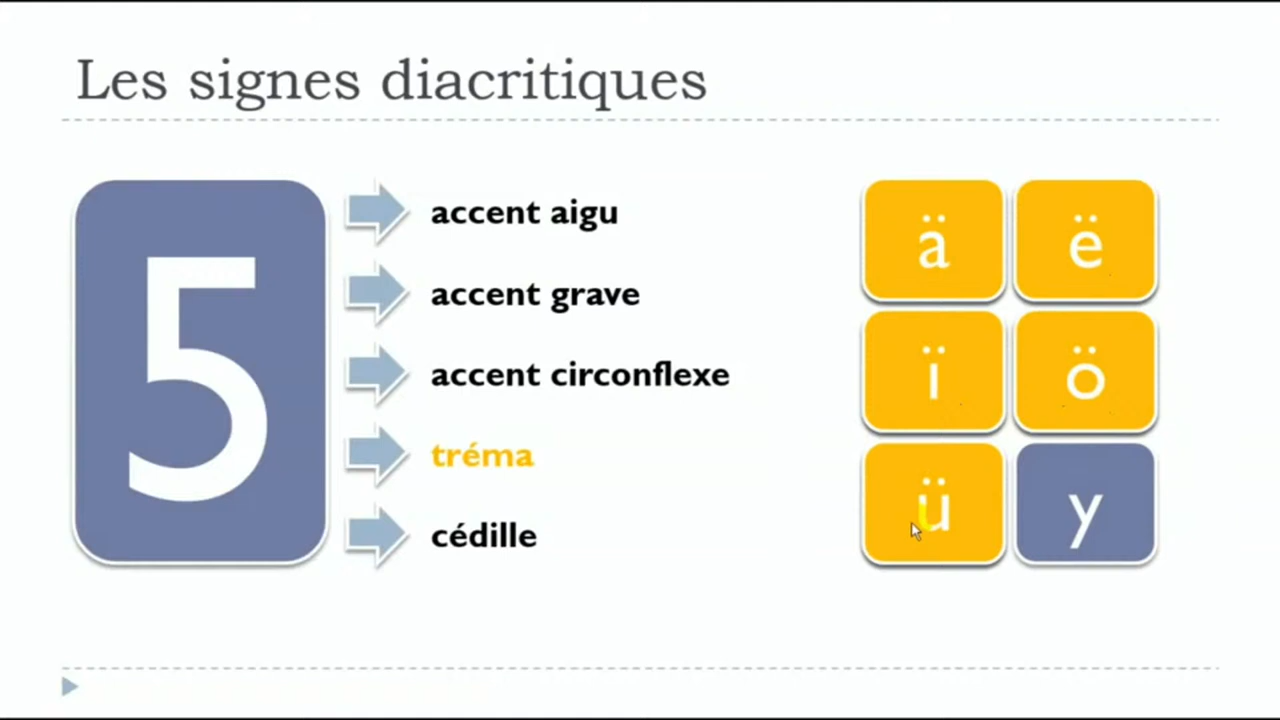 Les signes diacritiques
5
accent aigu
accent grave
accent circonflexe
tréma
cédille
ä ë
ï ö
ü y